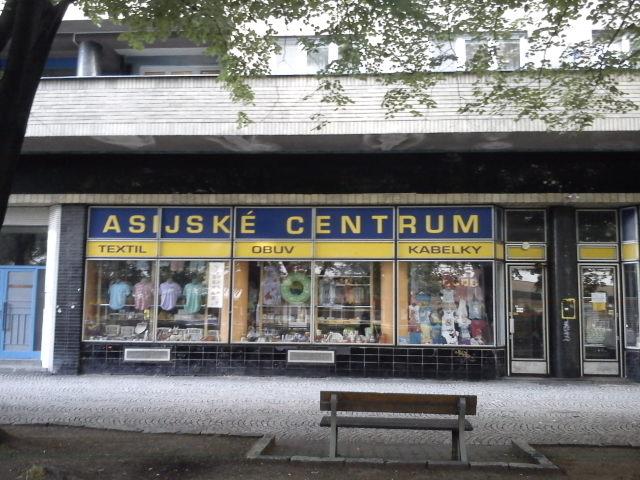 ASIJSKÉ CENTRUM
TEXTIL OBUV KABELKY